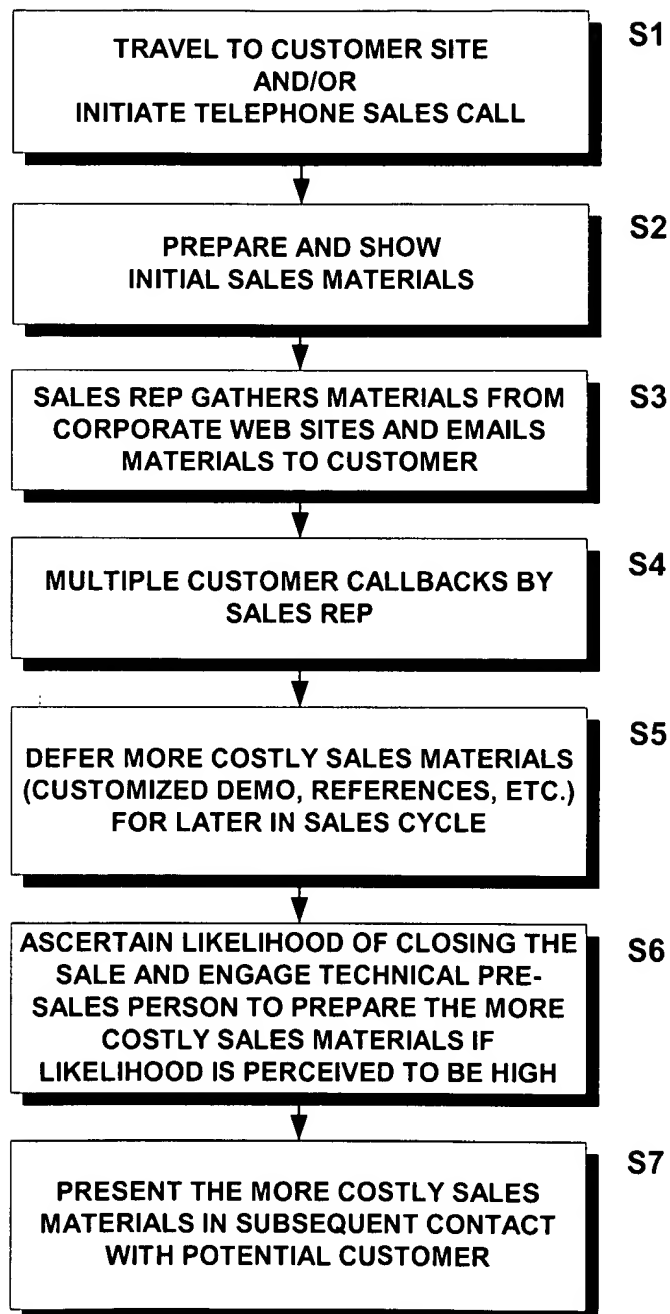 S1
TRAVEL TO CUSTOMER SITE
AND/OR
INITIATE TELEPHONE SALES CALL
S2
PREPARE AND SHOW
INITIAL SALES MATERIALS
S3
SALES REP GATHERS MATERIALS FROM
CORPORATE WEB SITES AND EMAILS
MATERIALS TO CUSTOMER
S4
MULTIPLE CUSTOMER CALLBACKS BY
SALES REP
S5
DEFER MORE COSTLY SALES MATERIALS
(CUSTOMIZED DEMO, REFERENCES, ETC.)
FOR LATER IN SALES CYCLE
S6
ASCERTAIN LIKELIHOOD OF CLOSING THE
SALE AND ENGAGE TECHNICAL PRE-
SALES PERSON TO PREPARE THE MORE
COSTLY SALES MATERIALS IF
LIKELIHOOD IS PERCEIVED TO BE HIGH
S7
PRESENT THE MORE COSTLY SALES
MATERIALS IN SUBSEQUENT CONTACT
WITH POTENTIAL CUSTOMER